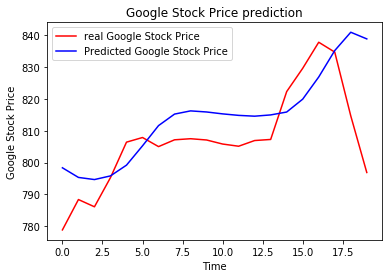 Google Stock Price prediction
real Google Stock Price
Predicted Google Stock Price
Google Stock Price
840
830
820
810
800
790
780
0.0 2.5 5.0 7.5 10.0 12.5 15.0 17.5
Time